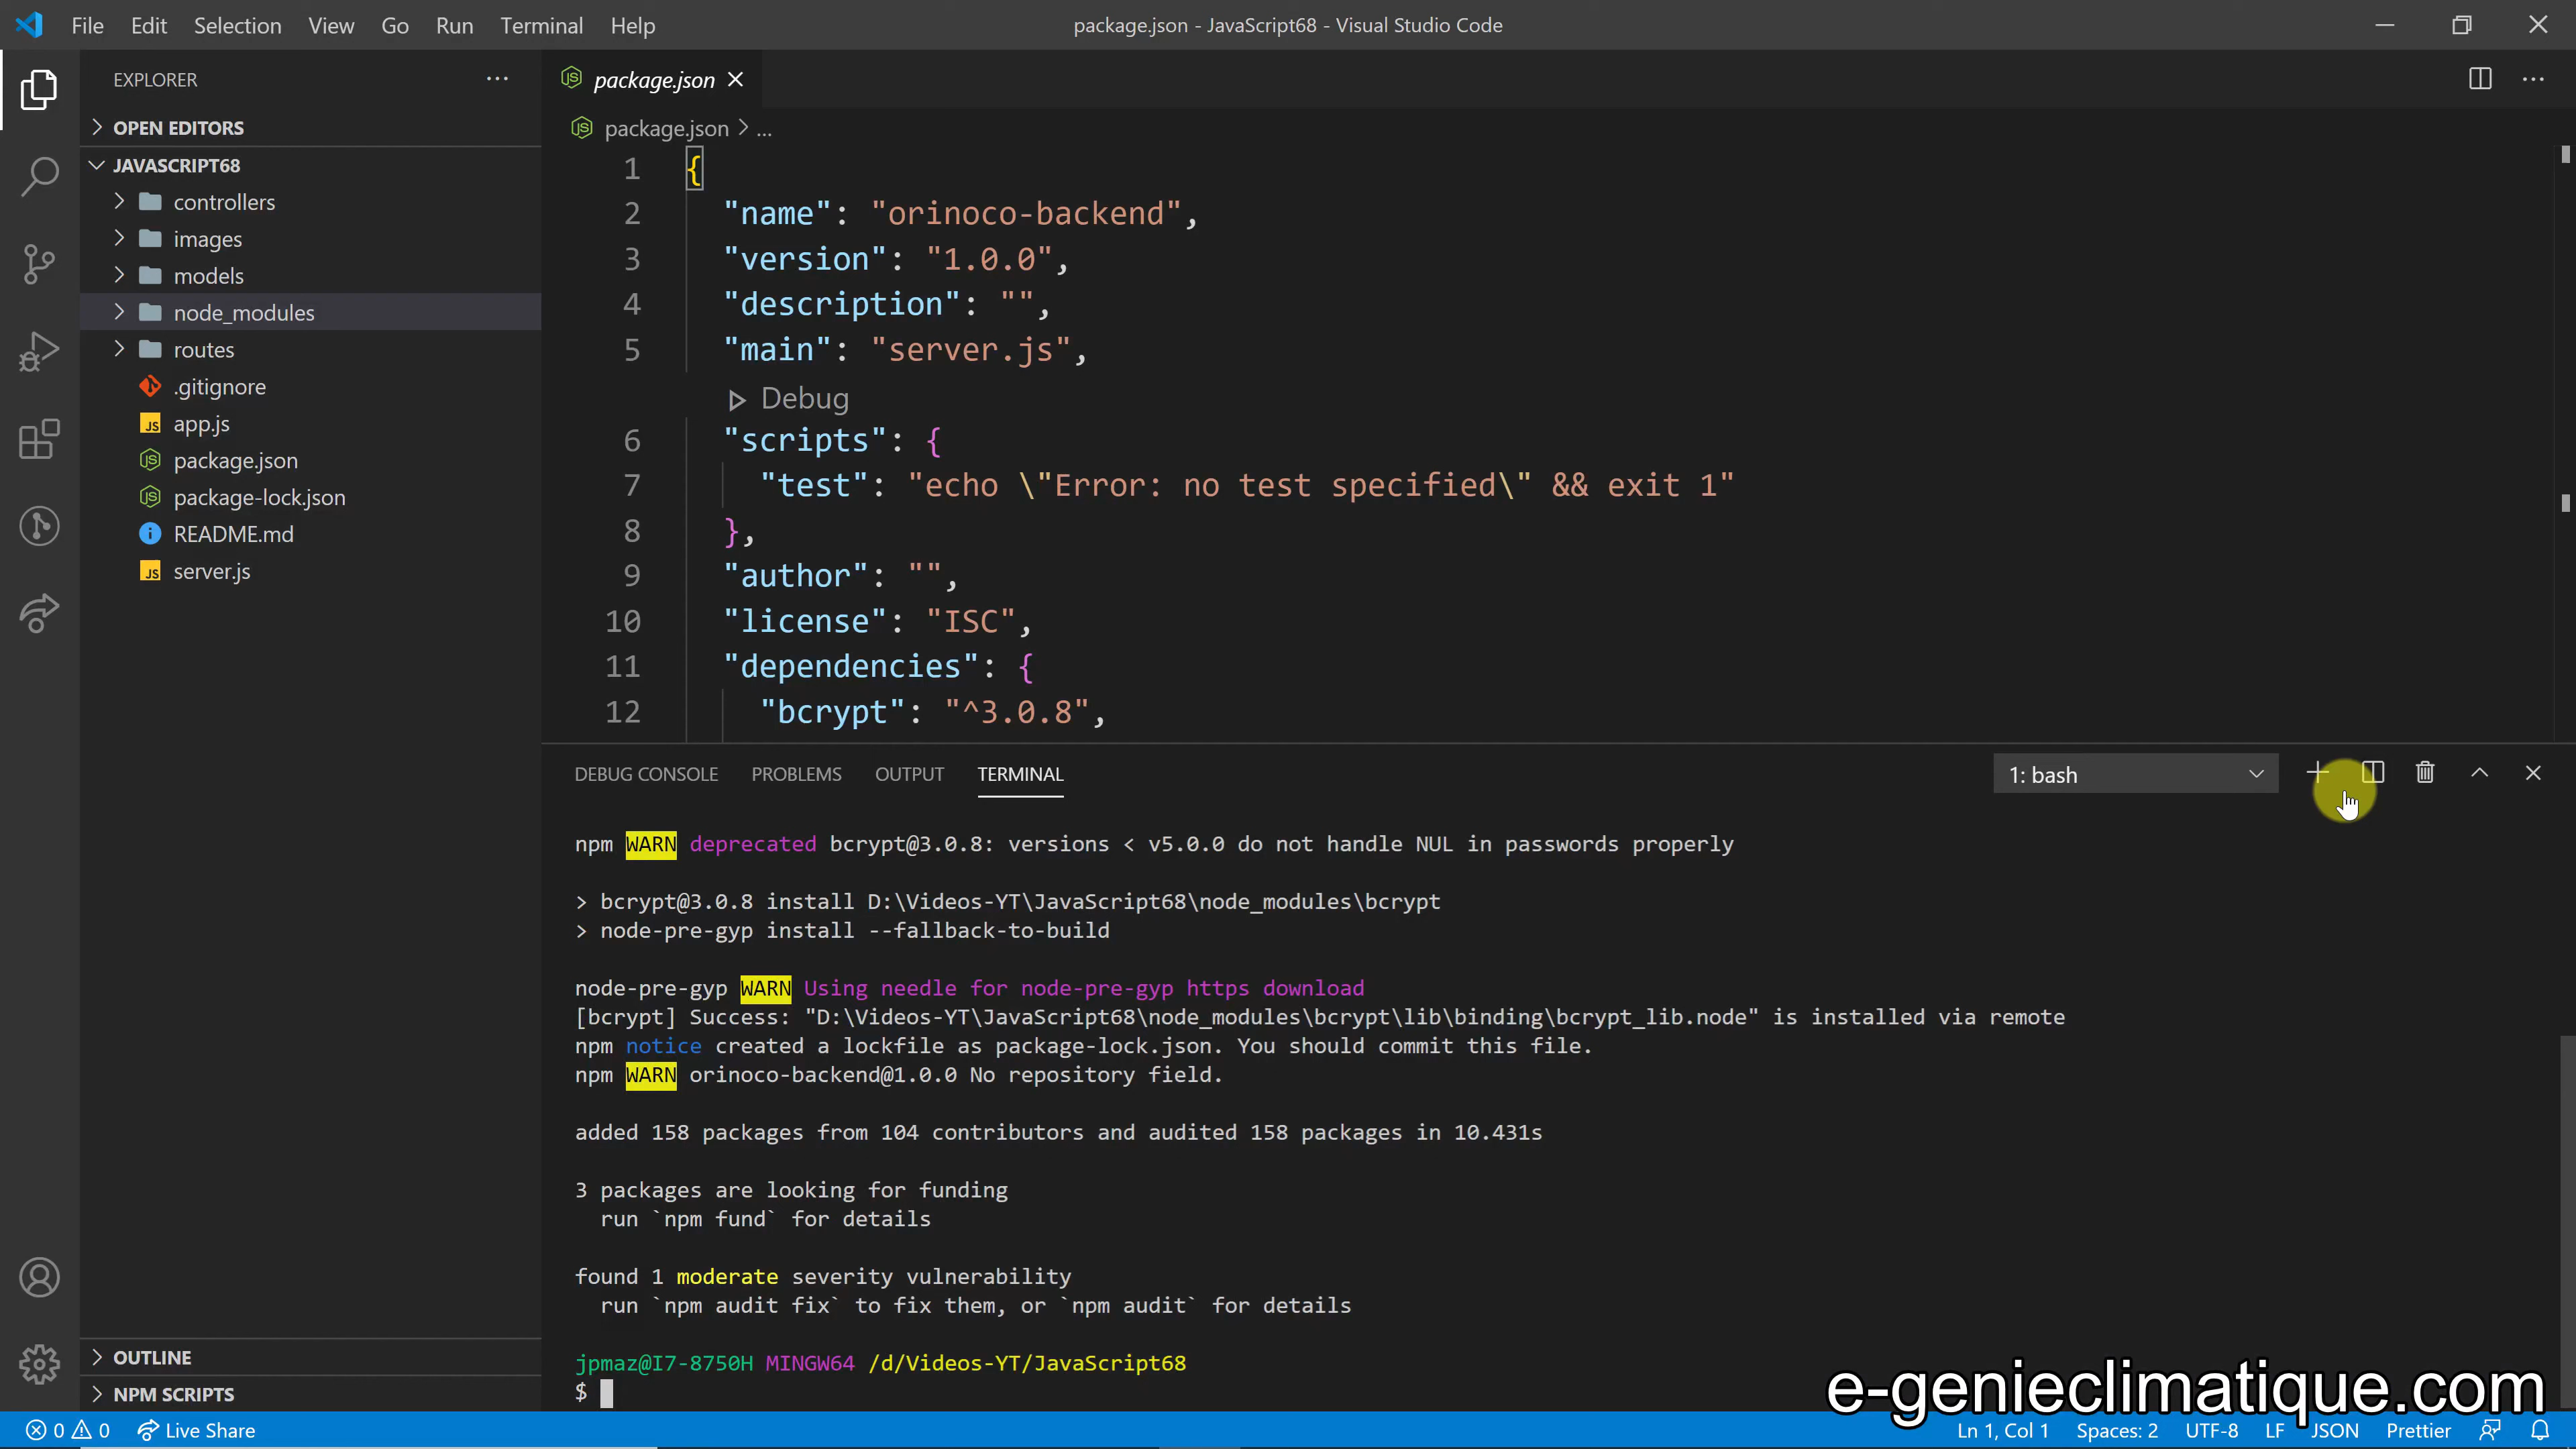 File Edit Selection View Go Run Terminal Help
package.json - JavaScript68 - Visual Studio Code
EXPLORER
OPEN EDITORS
JAVASCRIPT68
controllers
images
models
node_modules
routes
.gitignore
app.js
package.json
package-lock.json
README.md
server.js
OUTLINE
NPM SCRIPTS
package.json
package.json > ...
1 {
2 "name": "orinoco-backend",
3 "version": "1.0.0",
4 "description": "",
5 "main": "server.js",
Debug
6 "scripts": {
7 "test": "echo \"Error: no test specified\" && exit 1"
8 },
9 "author": "",
10 "license": "ISC",
11 "dependencies": {
12 "bcrypt": "^3.0.8",
DEBUG CONSOLE PROBLEMS OUTPUT TERMINAL
1: bash
npm WARN deprecated bcrypt@3.0.8: versions < v5.0.0 do not handle NUL in passwords properly
> bcrypt@3.0.8 install D:\Videos-YT\JavaScript68\node_modules\bcrypt
> node-pre-gyp install --fallback-to-build
node-pre-gyp WARN Using needle for node-pre-gyp https download
[bcrypt] Success: "D:\Videos-YT\JavaScript68\node_modules\bcrypt\lib\binding\bcrypt_lib.node" is installed via remote
npm notice created a lockfile as package-lock.json. You should commit this file.
npm WARN orinoco-backend@1.0.0 No repository field.
added 158 packages from 104 contributors and audited 158 packages in 10.431s
3 packages are looking for funding
run `npm fund` for details
found 1 moderate severity vulnerability
run `npm audit fix` to fix them, or `npm audit` for details
jpmaz@I7-8750H MINGW64 /d/Videos-YT/JavaScript68
$
e-genieclimatique.com
0 0 Live Share
Ln 1, Col 1 Spaces: 2 UTF-8 LF JSON Prettier